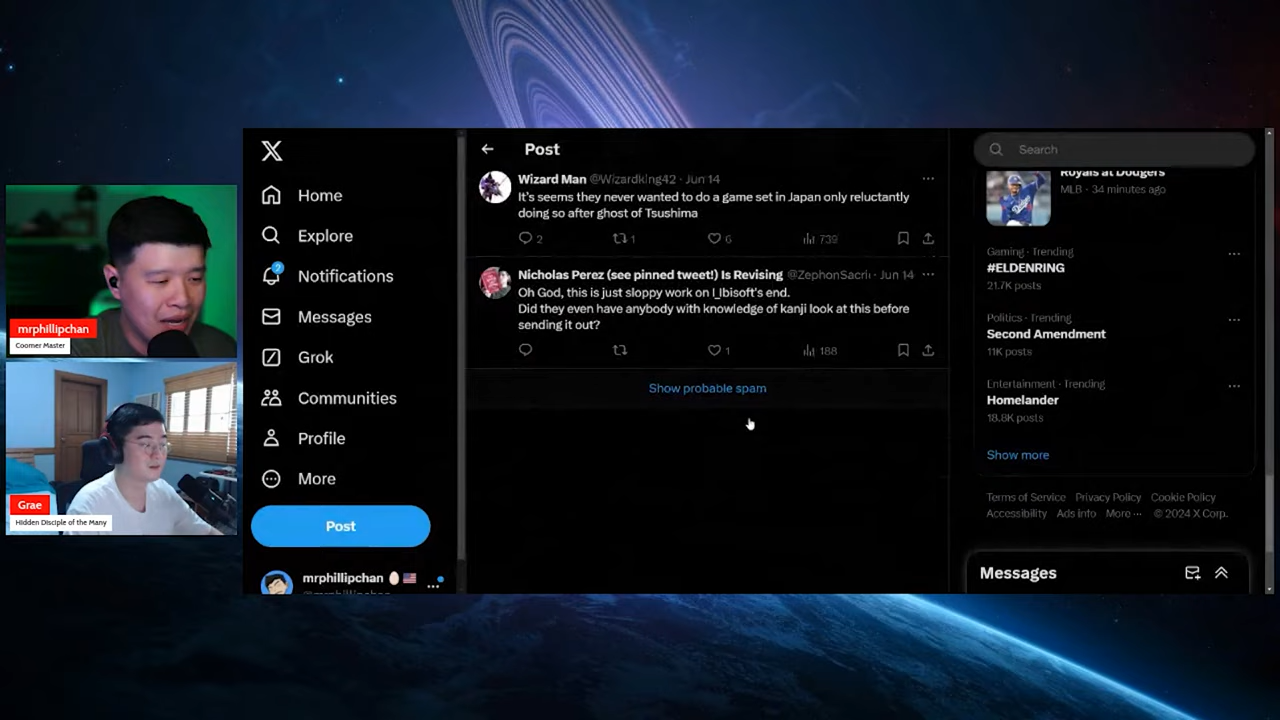 mrphillipchan
Coomer Master
Grae
Hidden Disciple of the Many
Home
Explore
2
Notifications
Messages
Grok
Communities
Profile
More
Post
mrphillipchan
Post
Wizard Man @Wizardking42 · Jun 14
It's seems they never wanted to do a game set in Japan only reluctantly
doing so after ghost of Tsushima
2 1 6 739
Nicholas Perez (see pinned tweet!) Is Revising @ZephonSacrii · Jun 14
Oh God, this is just sloppy work on Ubisoft's end.
Did they even have anybody with knowledge of kanji look at this before
sending it out?
1 188
Show probable spam
Search
Royals at Dodgers
MLB · 34 minutes ago
Gaming · Trending
#ELDENRING
21.7K posts
Politics · Trending
Second Amendment
11K posts
Entertainment · Trending
Homelander
18.8K posts
Show more
Terms of Service Privacy Policy Cookie Policy
Accessibility Ads info More ··· © 2024 X Corp.
Messages